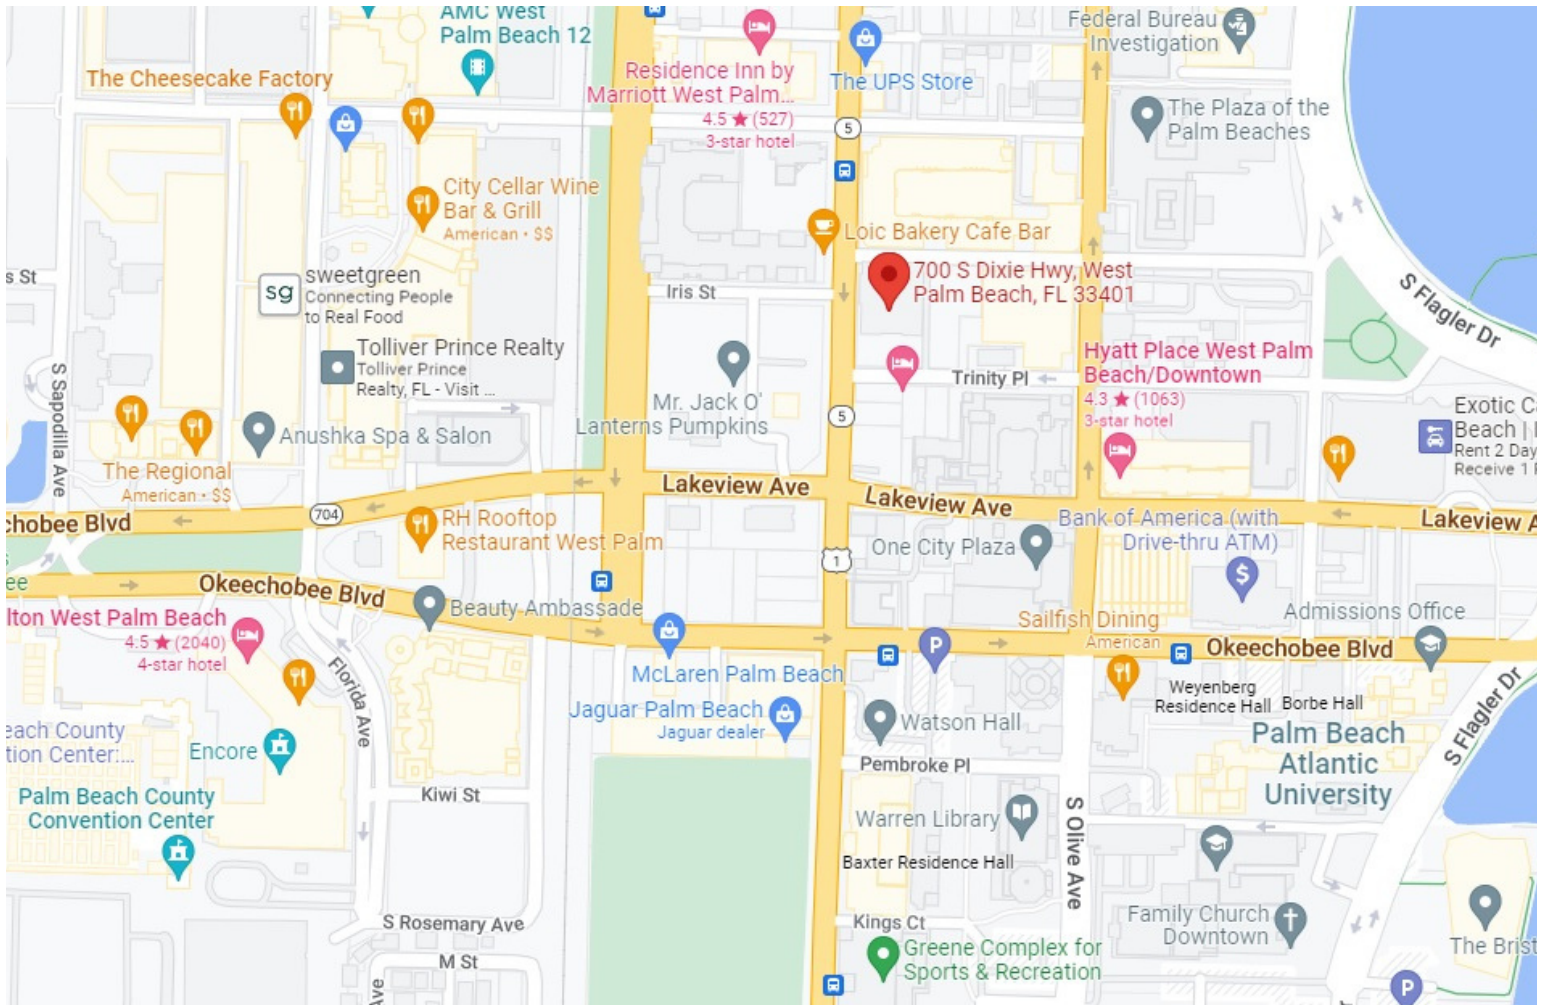 AMC West
Palm Beach 12
The Cheesecake Factory
Residence Inn by
Marriott West Palm...
4.5 ★ (527)
3-star hotel
The UPS Store
Federal Bureau
Investigation
The Plaza of the
Palm Beaches
5
City Cellar Wine
Bar & Grill
American • $$
Loic Bakery Cafe Bar
s St
sg
sweetgreen
Connecting People
to Real Food
Iris St
700 S Dixie Hwy, West
Palm Beach, FL 33401
S Flagler Dr
S Sapodilla Ave
Tolliver Prince Realty
Tolliver Prince
Realty, FL - Visit ...
Mr. Jack O'
Lanterns Pumpkins
5
Trinity Pl
Hyatt Place West Palm
Beach/Downtown
4.3 ★ (1063)
3-star hotel
Exotic C
Beach |
Rent 2 Day
Receive 1
Anushka Spa & Salon
The Regional
American • $$
Lakeview Ave
Lakeview Ave
Lakeview A
chobee Blvd
704
RH Rooftop
Restaurant West Palm
One City Plaza
Bank of America (with
Drive-thru ATM)
$
1
ee
Okeechobee Blvd
Beauty Ambassade
lton West Palm Beach
4.5 ★ (2040)
4-star hotel
McLaren Palm Beach
P
Sailfish Dining
American
Admissions Office
Okeechobee Blvd
Weyenberg
Residence Hall
Borbe Hall
Florida Ave
Jaguar Palm Beach
Jaguar dealer
Watson Hall
Palm Beach
Atlantic
University
S Flagler Dr
each County
tion Center:...
Encore
Pembroke Pl
Palm Beach County
Convention Center
Kiwi St
Warren Library
Baxter Residence Hall
S Olive Ave
S Rosemary Ave
M St
Ave
Kings Ct
Greene Complex for
Sports & Recreation
Family Church
Downtown
The Brist
P